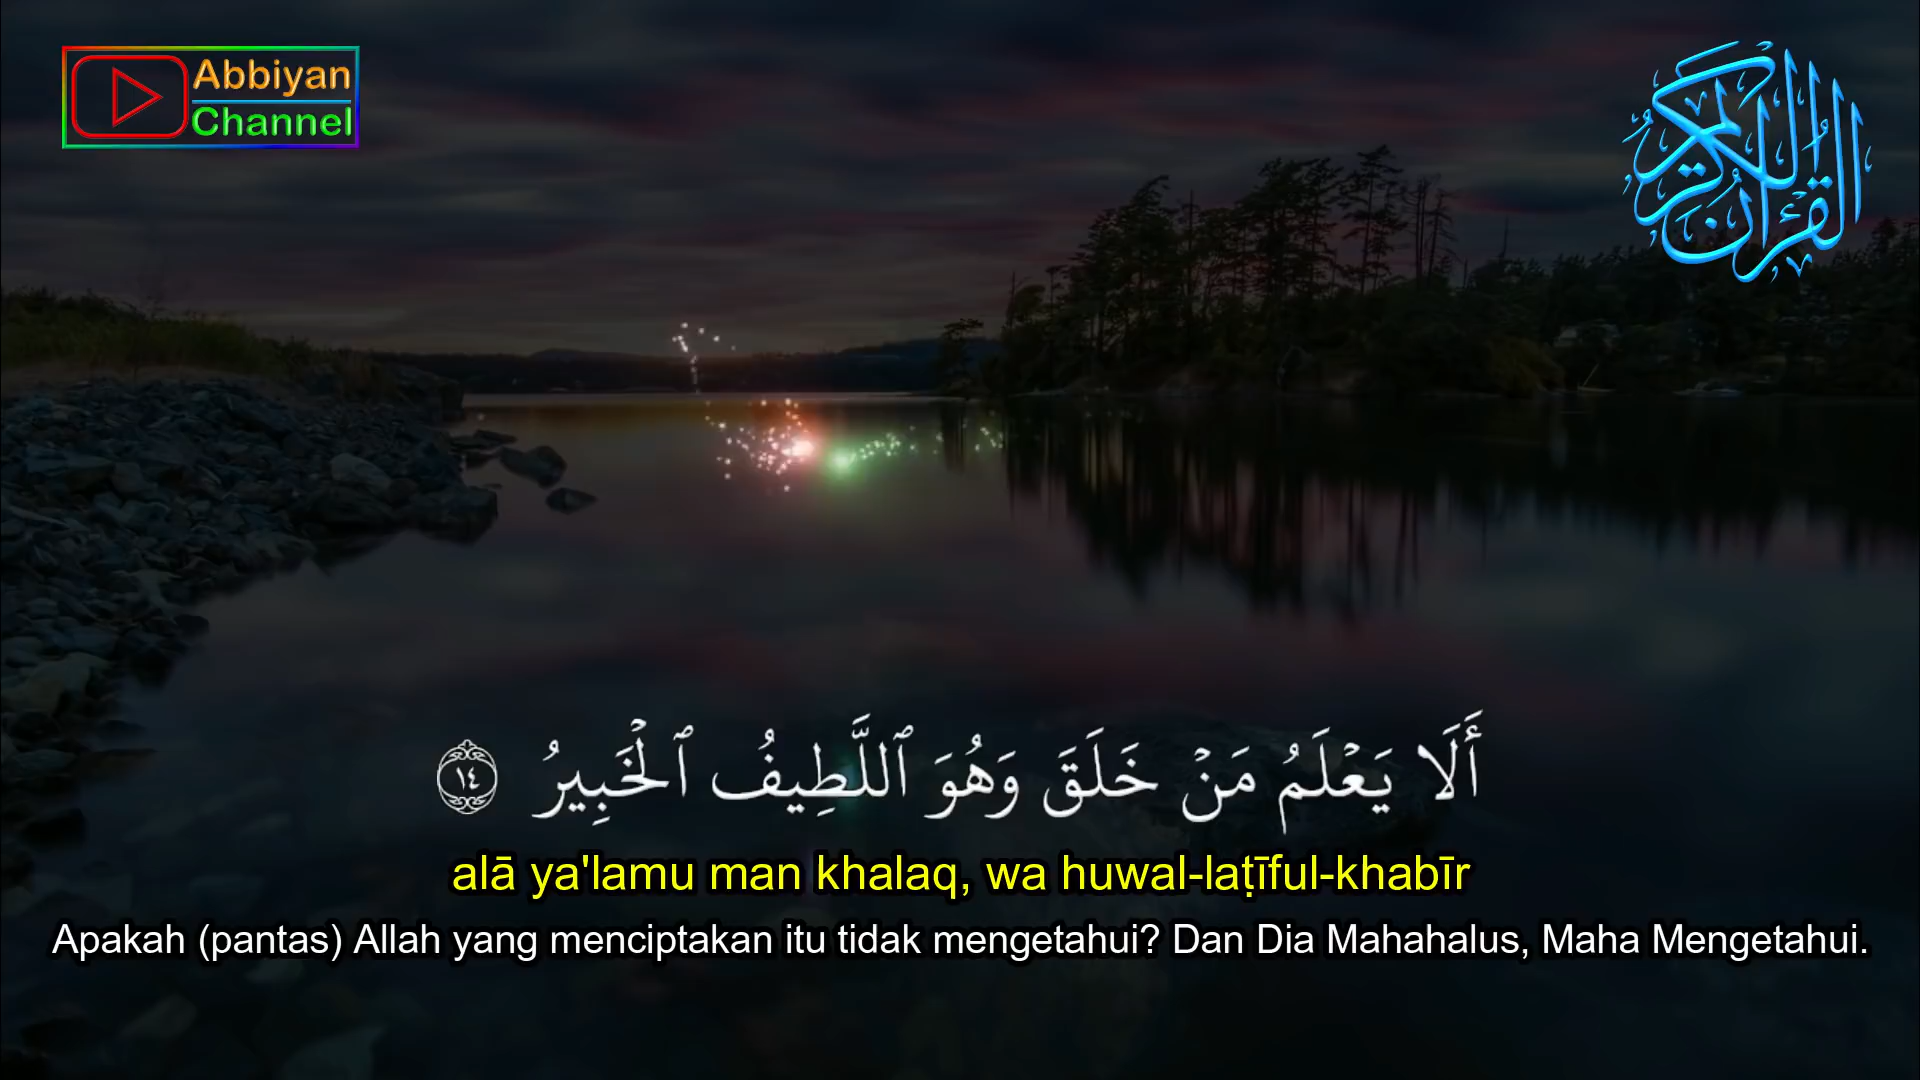 Abbiyan
Channel
القرآن الكريم
أَلَا يَعْلَمُ مَنْ خَلَقَ وَهُوَ ٱللَّطِيفُ ٱلْخَبِيرُ ١٤
alā ya'lamu man khalaq, wa huwal-laṭīful-khabīr
Apakah (pantas) Allah yang menciptakan itu tidak mengetahui? Dan Dia Mahahalus, Maha Mengetahui.